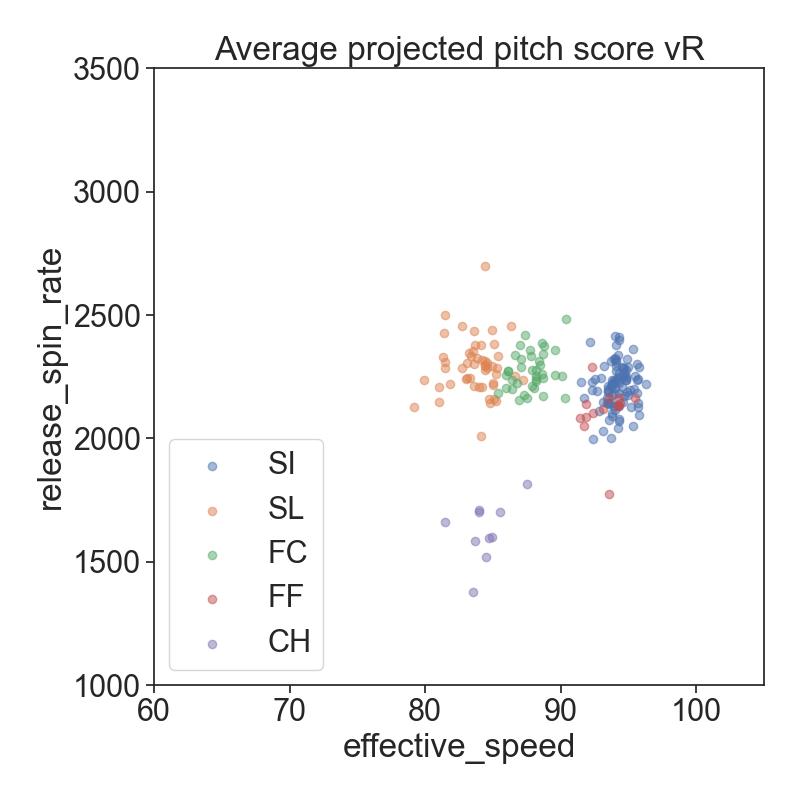 Average projected pitch score vR
3500
3000
2500
2000
1500
1000
release_spin_rate
SI
SL
FC
FF
CH
60
70
80
90
100
effective_speed